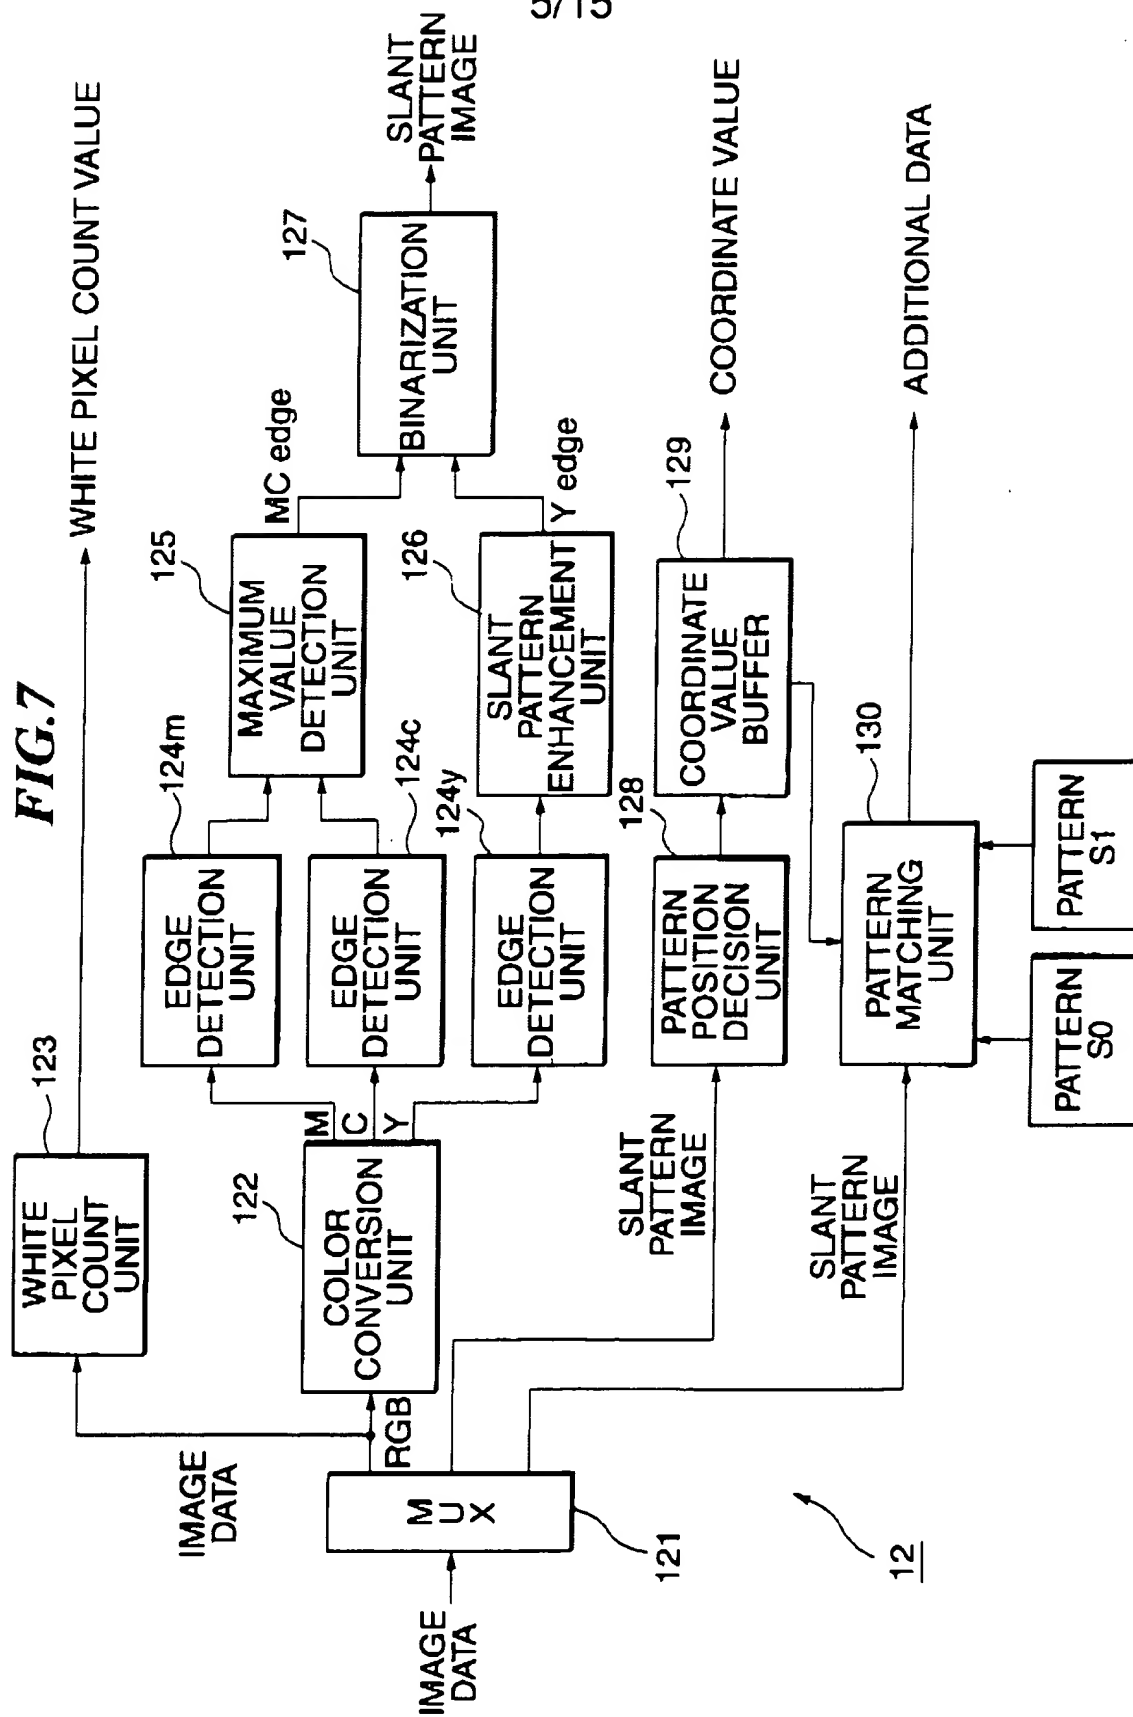 5/15
FIG.7
IMAGE
DATA
MUX
121
IMAGE
DATA
RGB
WHITE
PIXEL
COUNT
UNIT
123
WHITE PIXEL COUNT VALUE
COLOR
CONVERSION
UNIT
122
M
C
Y
EDGE
DETECTION
UNIT
124m
EDGE
DETECTION
UNIT
124c
EDGE
DETECTION
UNIT
124y
MAXIMUM
VALUE
DETECTION
UNIT
125
MC edge
SLANT
PATTERN
ENHANCEMENT
UNIT
126
Y edge
BINARIZATION
UNIT
127
SLANT
PATTERN
IMAGE
SLANT
PATTERN
IMAGE
PATTERN
POSITION
DECISION
UNIT
128
COORDINATE
VALUE
BUFFER
129
COORDINATE VALUE
SLANT
PATTERN
IMAGE
PATTERN
MATCHING
UNIT
130
ADDITIONAL DATA
PATTERN
S0
PATTERN
S1
12